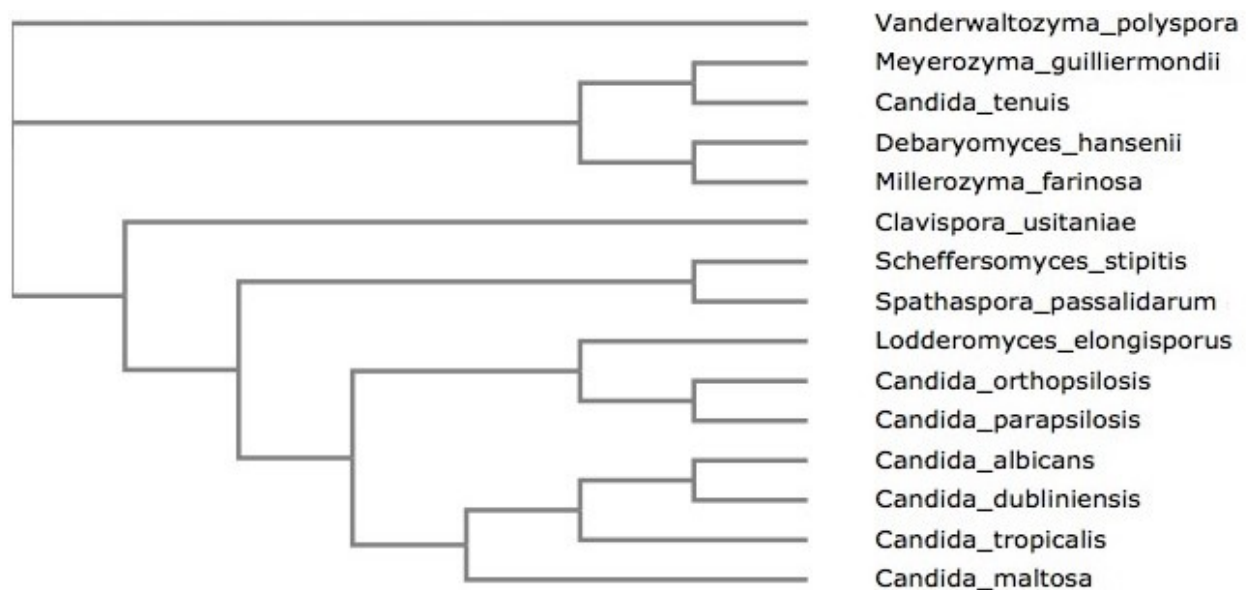 Vanderwaltozyma_polyspora
Meyerozyma_guilliermondii
Candida_tenuis
Debaryomyces_hansenii
Millerozyma_farinosa
Clavispora_usitaniae
Scheffersomyces_stipitis
Spathaspora_passalidarum
Lodderomyces_elongisporus
Candida_orthopsilosis
Candida_parapsilosis
Candida_albicans
Candida_dubliniensis
Candida_tropicalis
Candida_maltosa